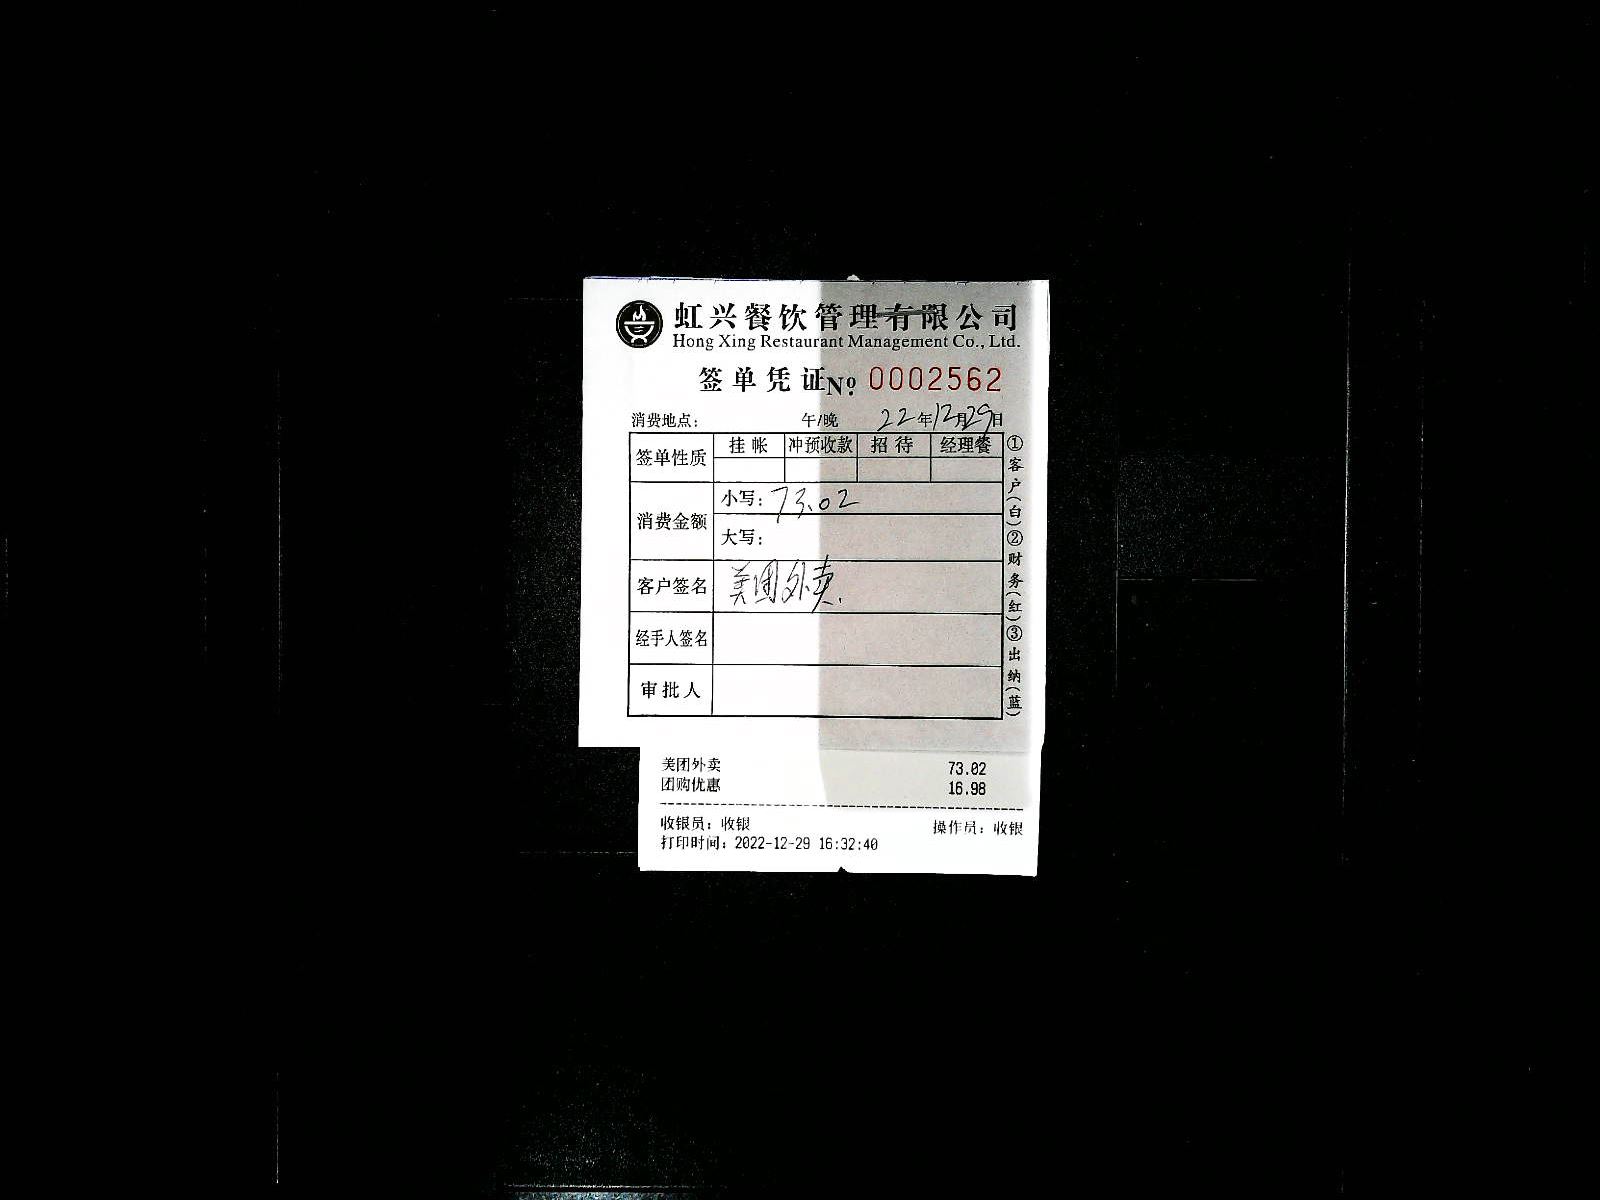 虹兴餐饮管理有限公司
Hong Xing Restaurant Management Co., Ltd.
签单凭证 No. 0002562
消费地点： 午/晚 22年12月29日
签单性质 挂帐 冲预收款 招待 经理餐
消费金额 小写：73.02
大写：
客户签名 美团外卖.
经手人签名
审批人
①客户(白)②财务(红)③出纳(蓝)
美团外卖 73.02
团购优惠 16.98
收银员：收银 操作员：收银
打印时间：2022-12-29 16:32:40